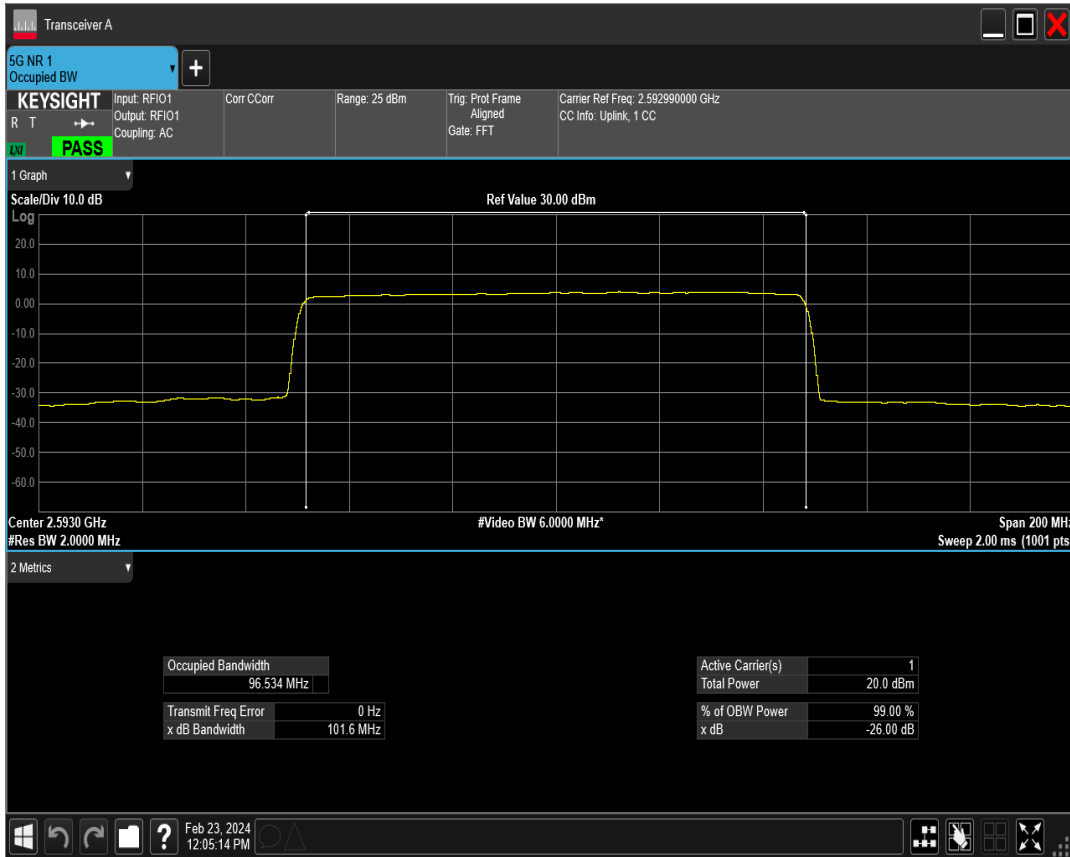 Transceiver A
5G NR 1
Occupied BW
+
KEYSIGHT
R T
LXI
PASS
Input: RFIO1
Output: RFIO1
Coupling: AC
Corr CCorr
Range: 25 dBm
Trig: Prot Frame
Aligned
Gate: FFT
Carrier Ref Freq: 2.592990000 GHz
CC Info: Uplink, 1 CC
1 Graph
Scale/Div 10.0 dB
Ref Value 30.00 dBm
Log
20.0
10.0
0.00
-10.0
-20.0
-30.0
-40.0
-50.0
-60.0
Center 2.5930 GHz
#Video BW 6.0000 MHz*
Span 200 MHz
#Res BW 2.0000 MHz
Sweep 2.00 ms (1001 pts
2 Metrics
Occupied Bandwidth
96.534 MHz
Transmit Freq Error 0 Hz
x dB Bandwidth 101.6 MHz
Active Carrier(s) 1
Total Power 20.0 dBm
% of OBW Power 99.00 %
x dB -26.00 dB
?
Feb 23, 2024
12:05:14 PM